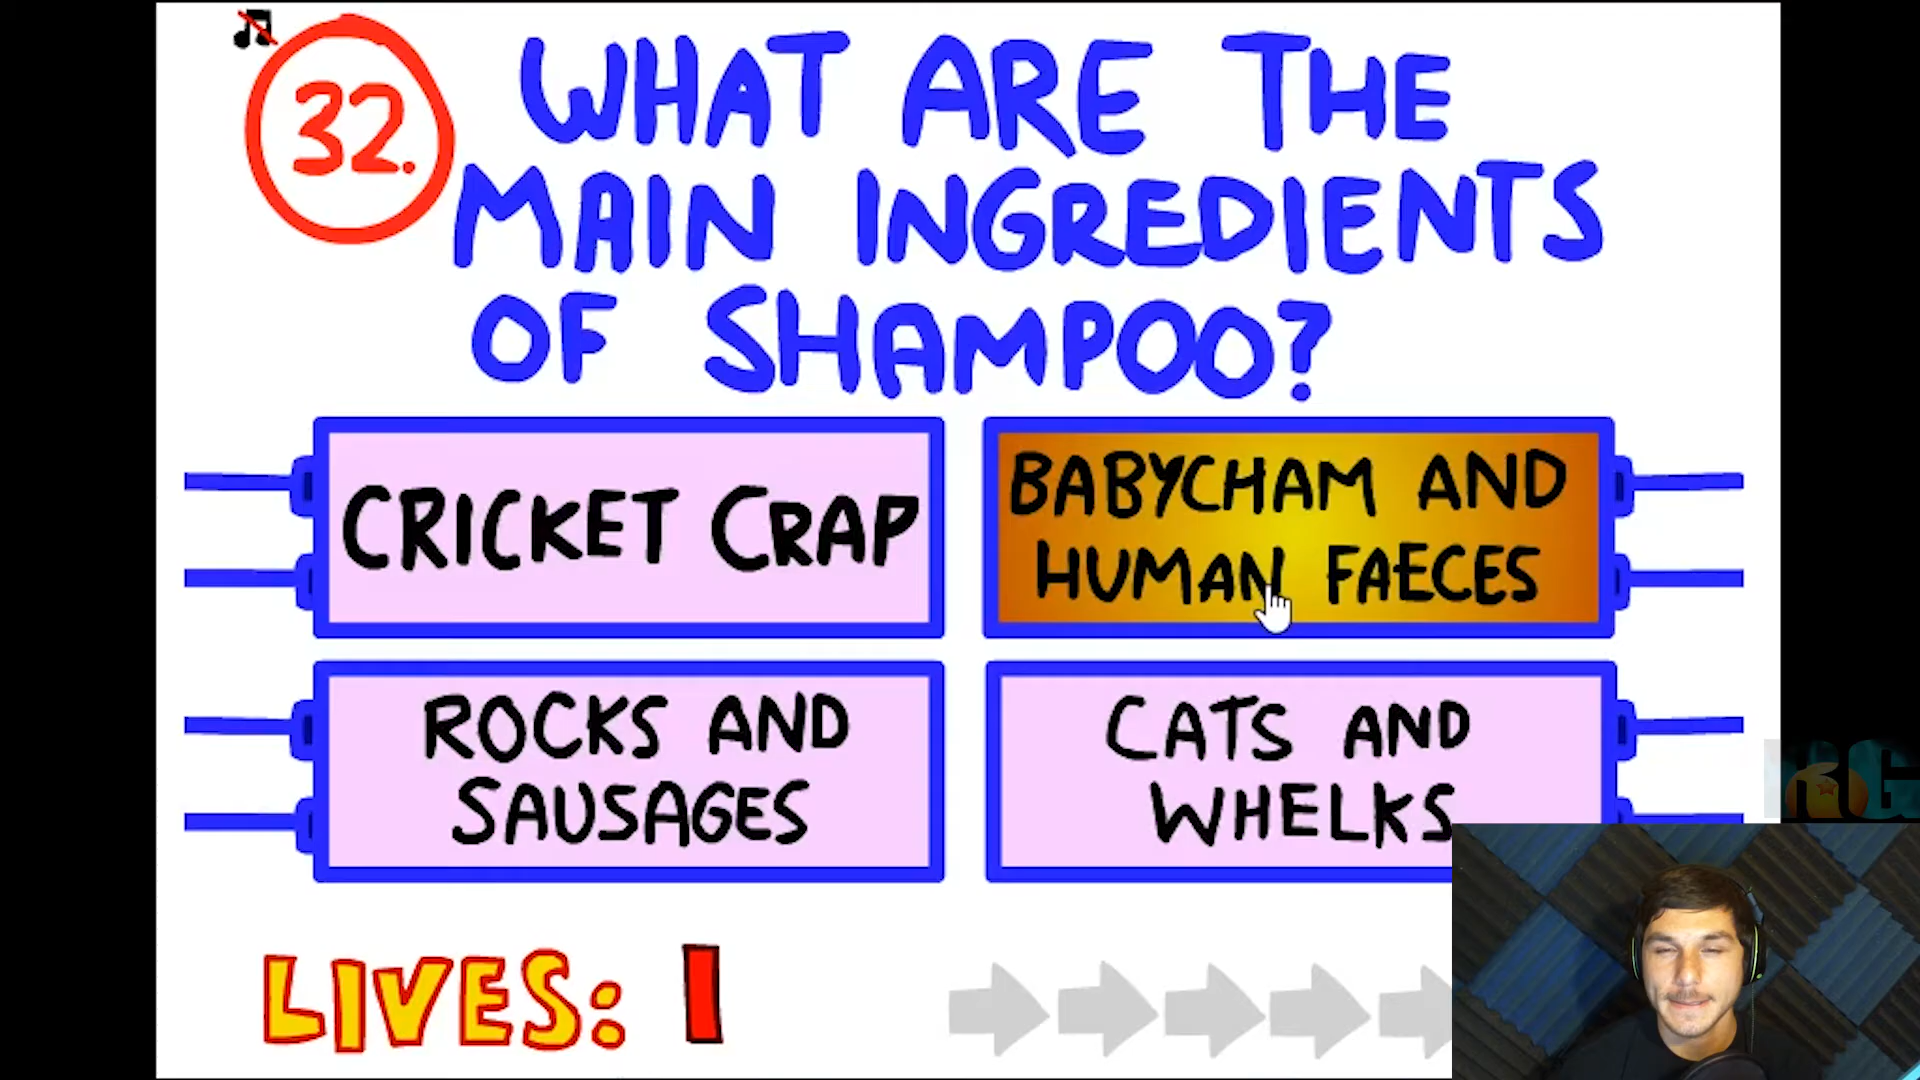 32.
WHAT ARE THE
MAIN INGREDIENTS
OF SHAMPOO?
CRICKET CRAP
BABYCHAM AND
HUMAN FAECES
ROCKS AND
SAUSAGES
CATS AND
WHELKS
RG
LIVES: 1